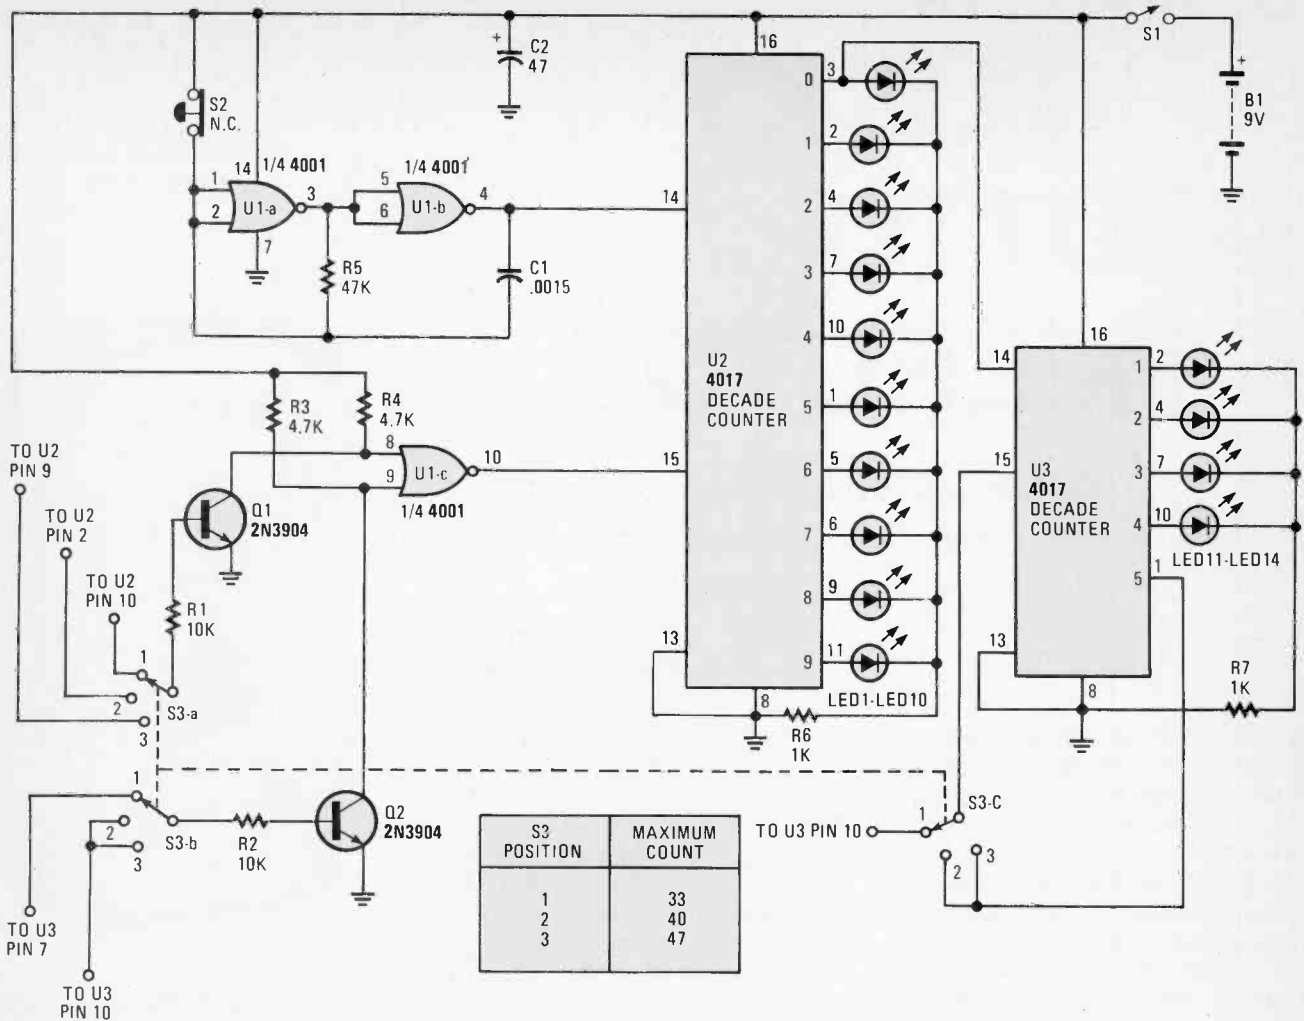 S1
+
B1
9V
+
C2
47
S2
N.C.
14
1/4 4001
1
2
U1-a
3
7
1/4 4001
5
6
U1-b
4
R5
47K
C1
.0015
R3
4.7K
R4
4.7K
8
9
U1-c
10
1/4 4001
Q1
2N3904
R1
10K
TO U2
PIN 9
TO U2
PIN 2
TO U2
PIN 10
1
2
3
S3-a
1
2
3
S3-b
R2
10K
Q2
2N3904
TO U3
PIN 7
TO U3
PIN 10
16
14
15
13
8
U2
4017
DECADE
COUNTER
0 3
1 2
2 4
3 7
4 10
5 1
6 5
7 6
8 9
9 11
LED1-LED10
R6
1K
16
14
15
13
8
U3
4017
DECADE
COUNTER
1 2
2 4
3 7
4 10
5 1
LED11-LED14
R7
1K
S3-C
TO U3 PIN 10
1
2
3
S3 POSITION MAXIMUM COUNT
1 33
2 40
3 47